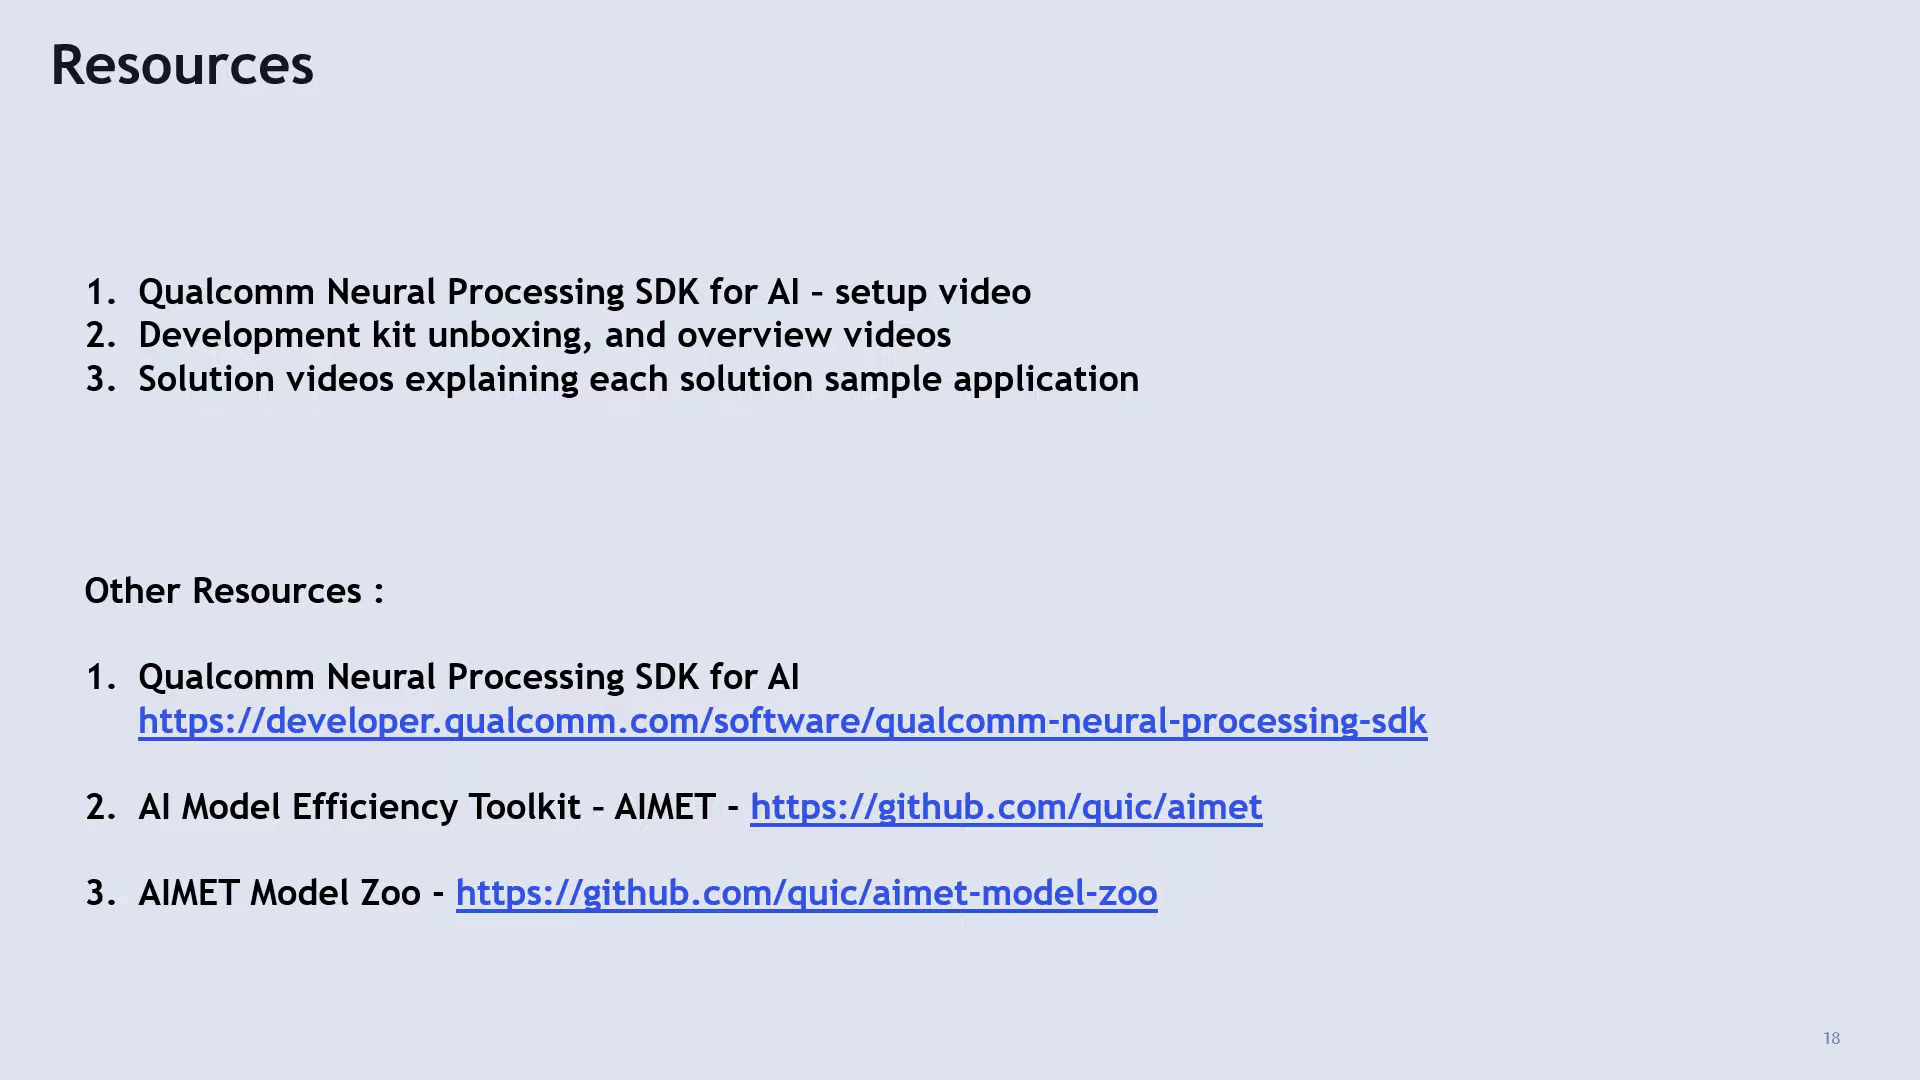 Resources
1. Qualcomm Neural Processing SDK for AI – setup video
2. Development kit unboxing, and overview videos
3. Solution videos explaining each solution sample application
Other Resources :
1. Qualcomm Neural Processing SDK for AI
https://developer.qualcomm.com/software/qualcomm-neural-processing-sdk
2. AI Model Efficiency Toolkit – AIMET - https://github.com/quic/aimet
3. AIMET Model Zoo - https://github.com/quic/aimet-model-zoo
18